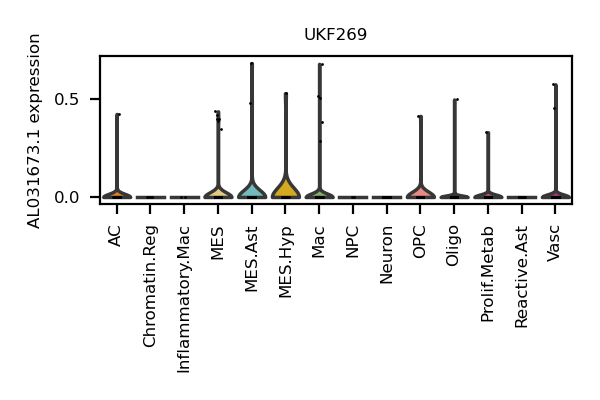 UKF269
AL031673.1 expression
0.5
0.0
AC
Chromatin.Reg
Inflammatory.Mac
MES
MES.Ast
MES.Hyp
Mac
NPC
Neuron
OPC
Oligo
Prolif.Metab
Reactive.Ast
Vasc